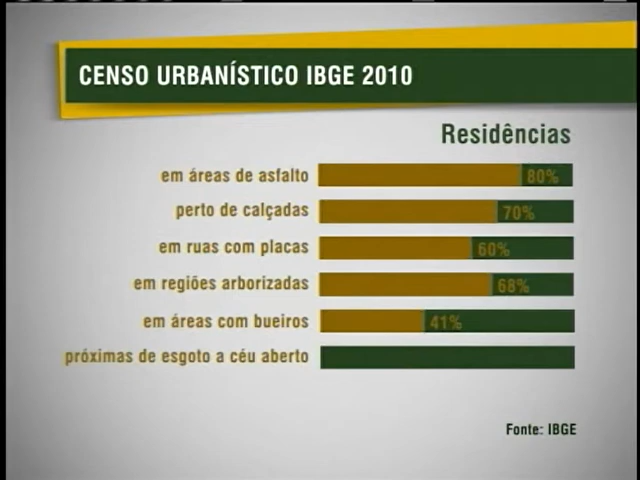 CENSO URBANÍSTICO IBGE 2010
Residências
em áreas de asfalto 80%
perto de calçadas 70%
em ruas com placas 60%
em regiões arborizadas 68%
em áreas com bueiros 41%
próximas de esgoto a céu aberto
Fonte: IBGE